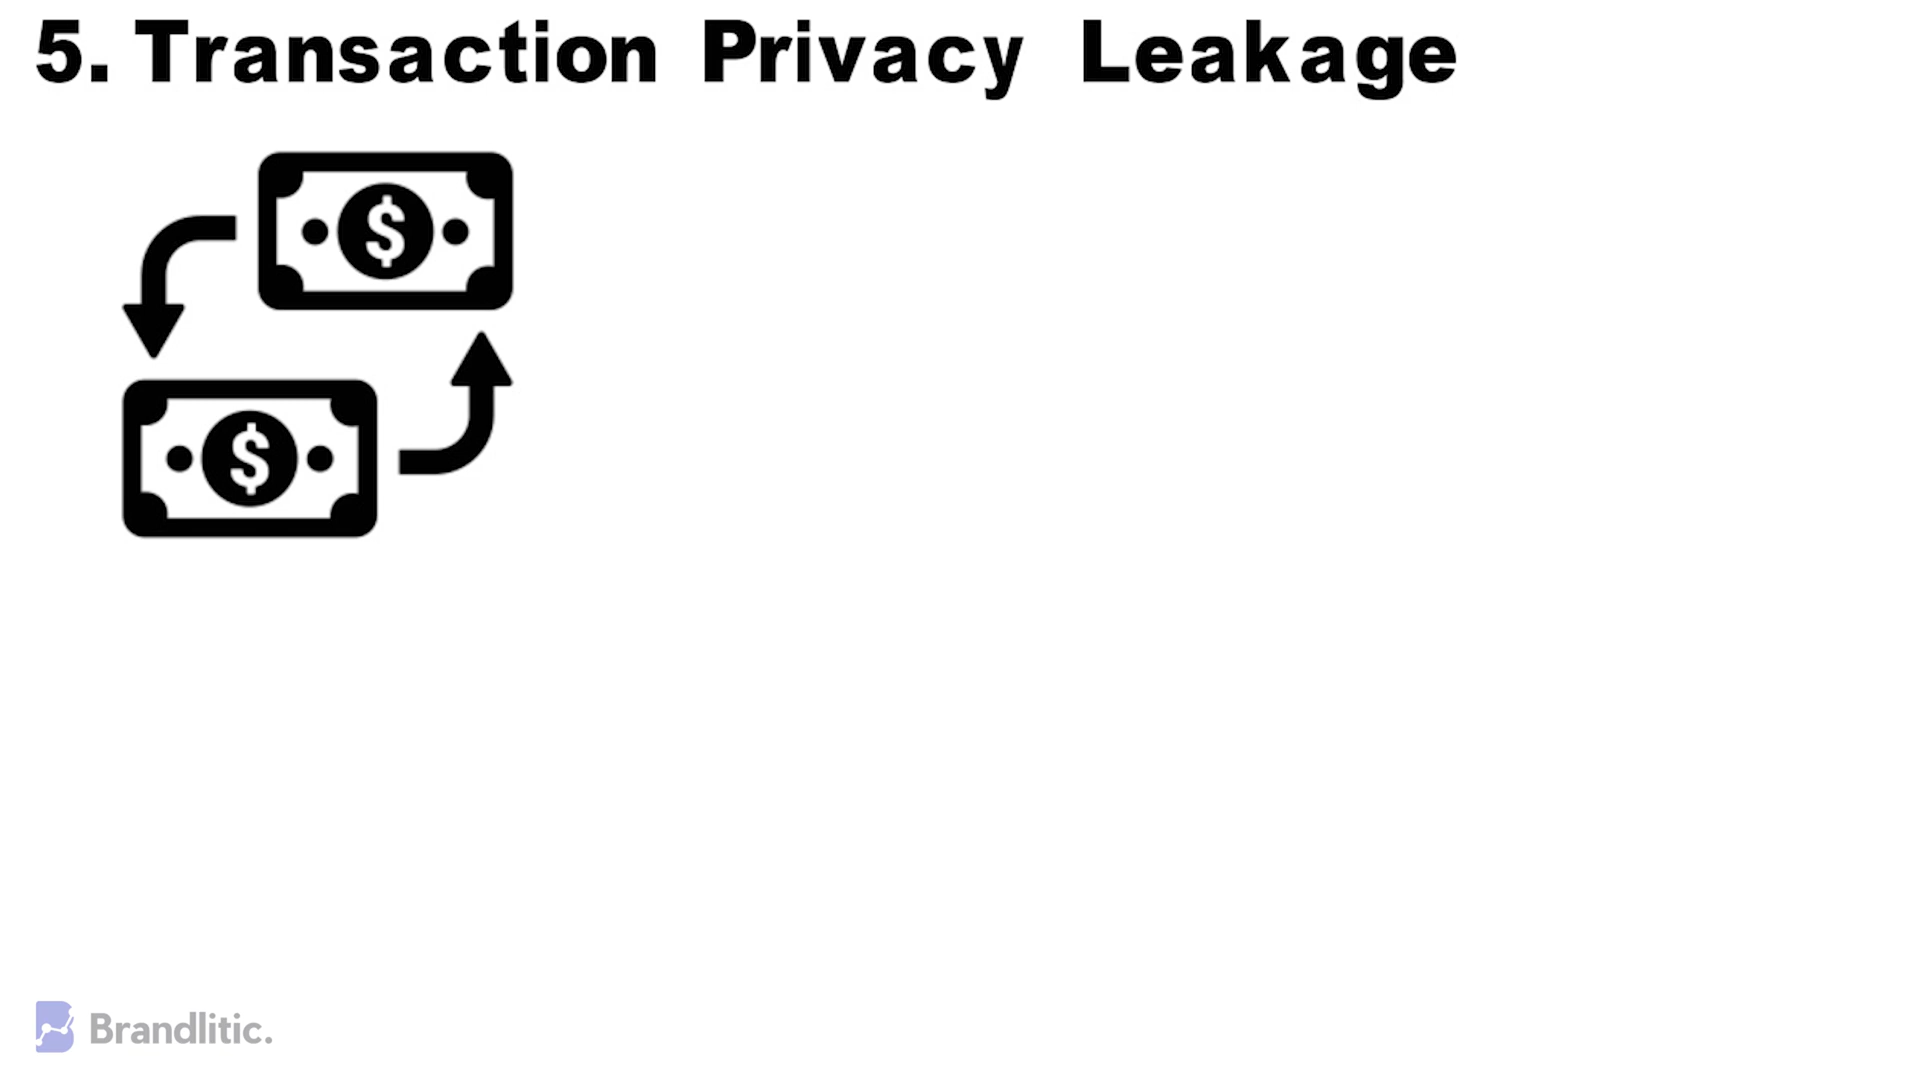 5. Transaction Privacy Leakage
$
$
Brandlitic.